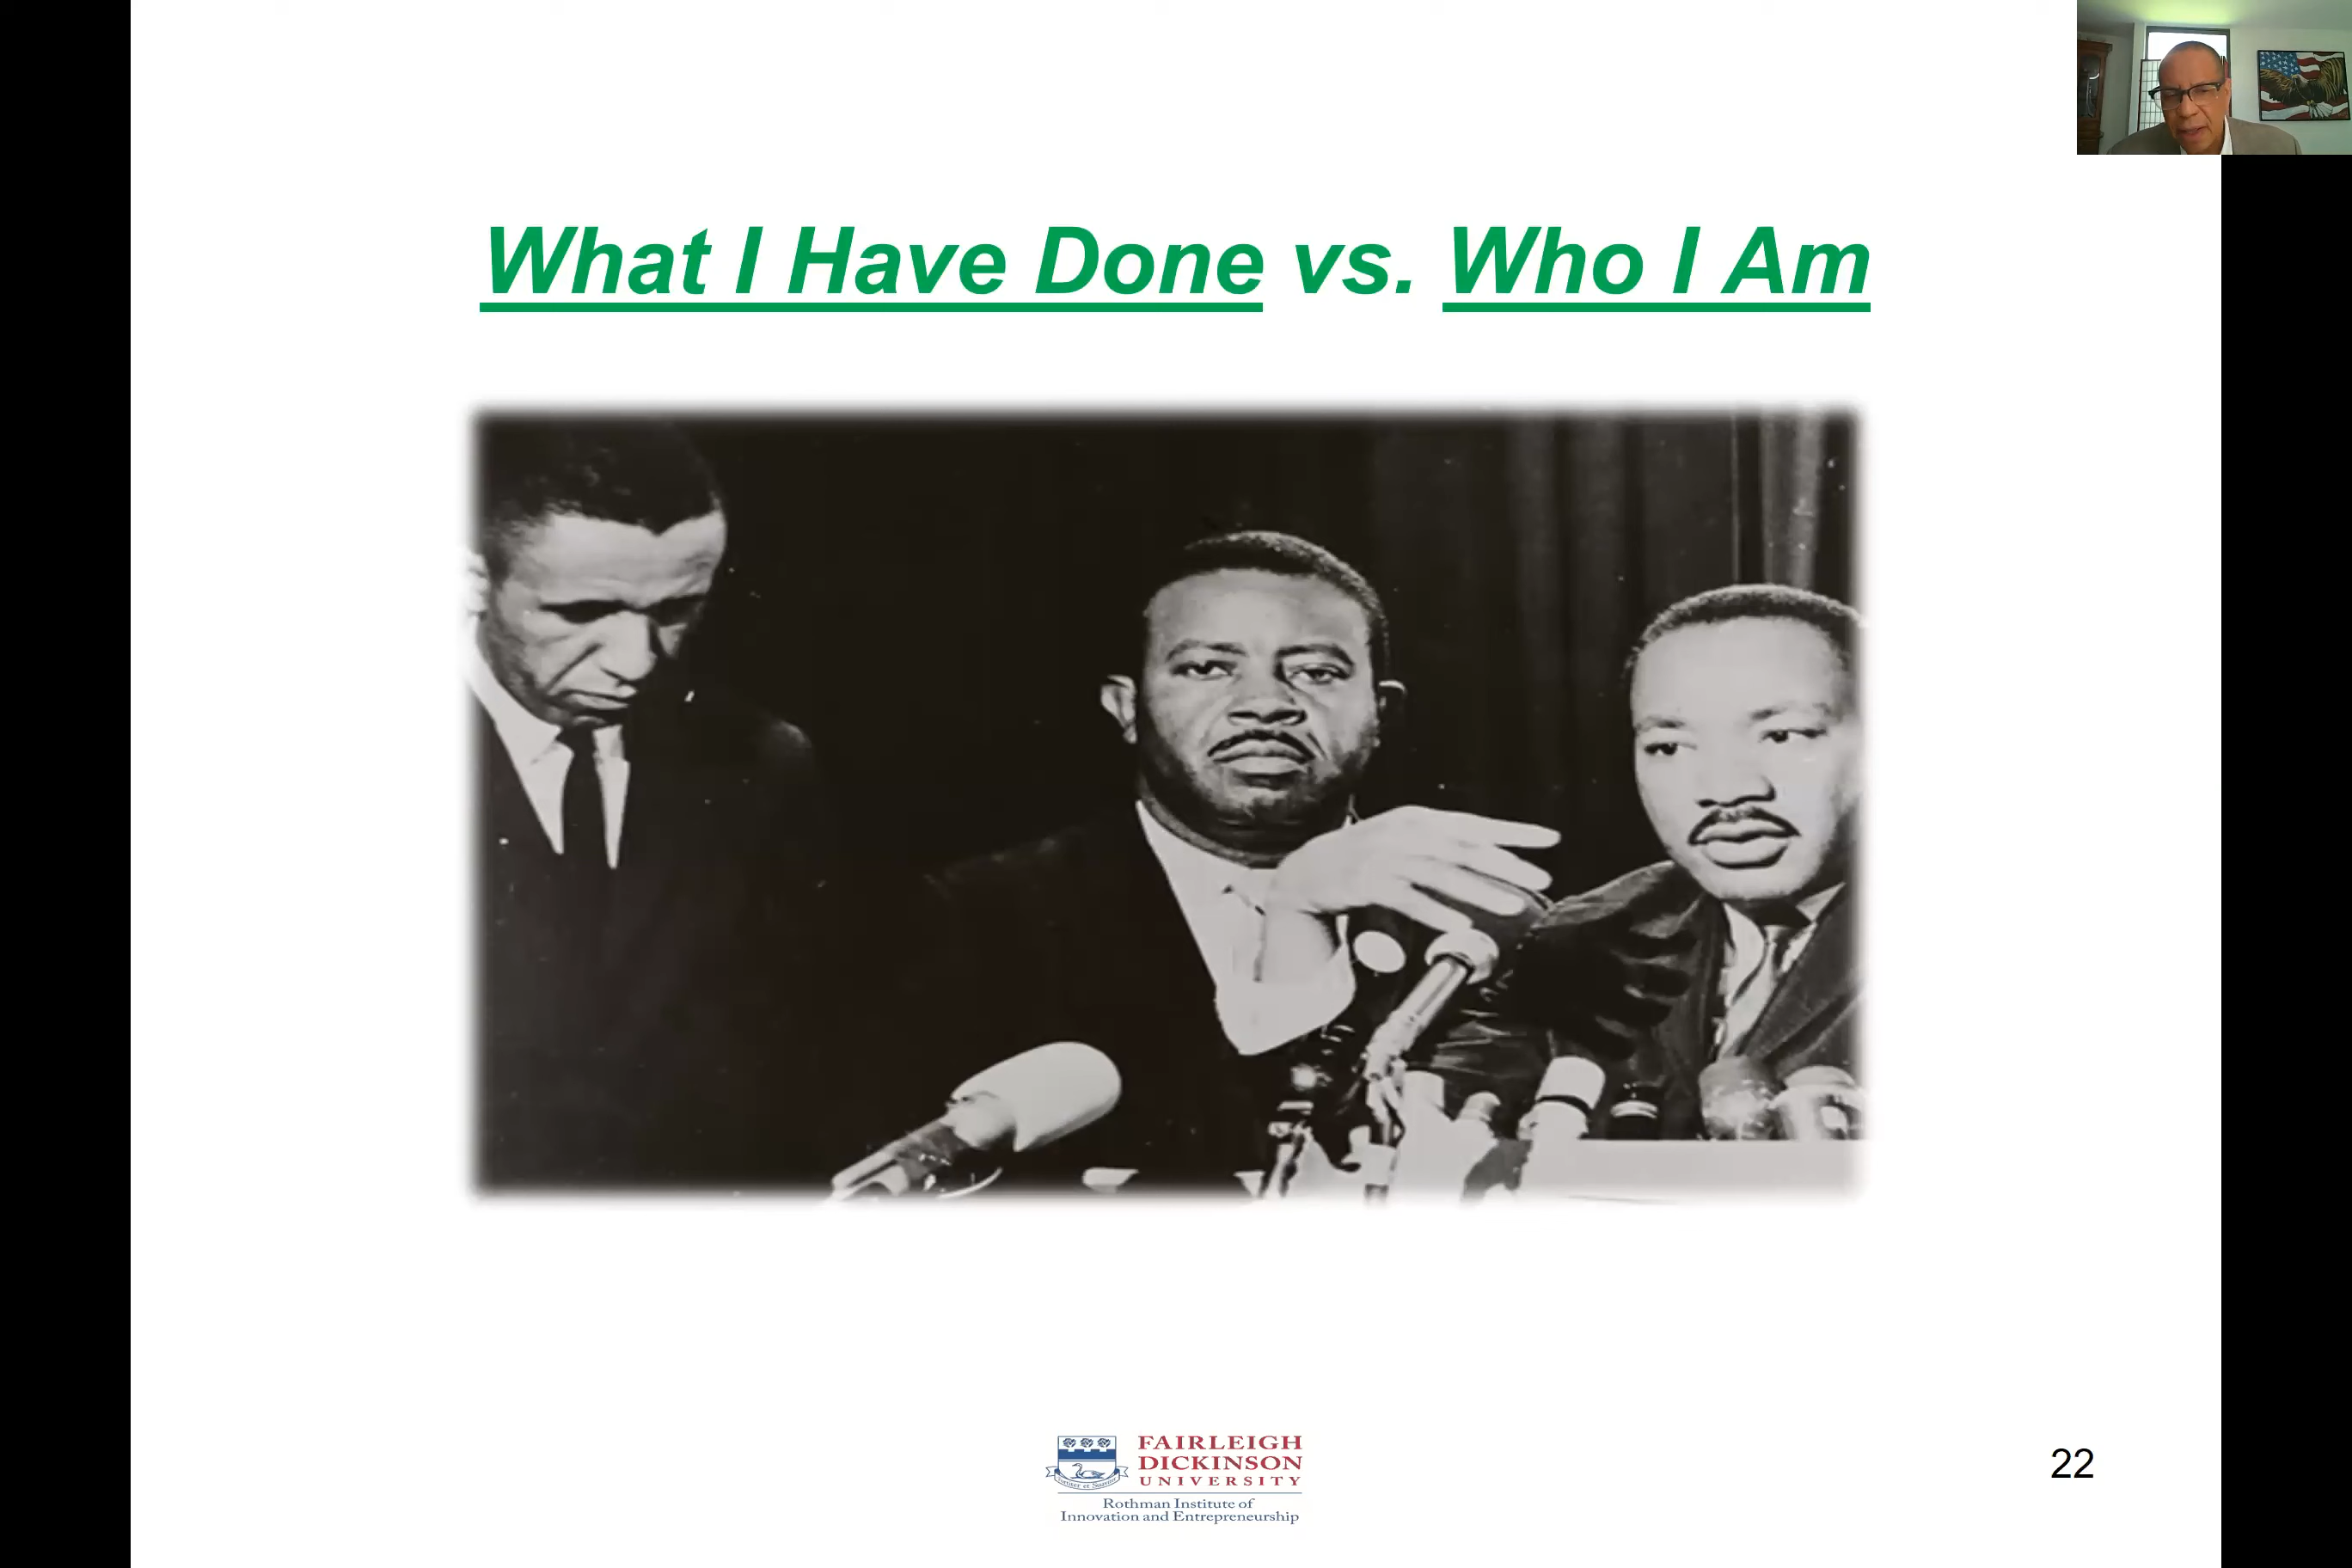 What I Have Done vs. Who I Am
FAIRLEIGH
DICKINSON
UNIVERSITY
Rothman Institute of
Innovation and Entrepreneurship
22